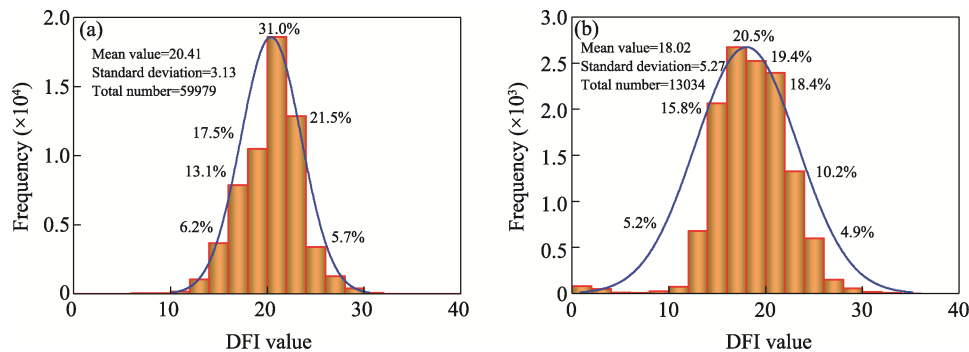 (a)
Mean value=20.41
Standard deviation=3.13
Total number=59979
31.0%
21.5%
17.5%
13.1%
6.2%
5.7%
2.0
1.5
1.0
0.5
0
0
10
20
30
40
Frequency (×10⁴)
DFI value
(b)
Mean value=18.02
Standard deviation=5.27
Total number=13034
20.5%
19.4%
18.4%
15.8%
10.2%
5.2%
4.9%
3.0
2.5
2.0
1.5
1.0
0.5
0
0
10
20
30
40
Frequency (×10³)
DFI value